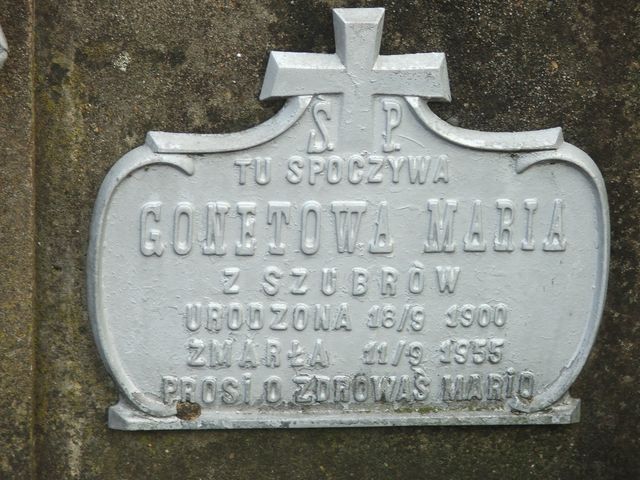 Ś. P.
TU SPOCZYWA
GONETOWA MARIA
Z SZUBRÓW
URODZONA 18/9 1900
ZMARŁA 11/9 1955
PROSI O ZDROWAŚ MARIO